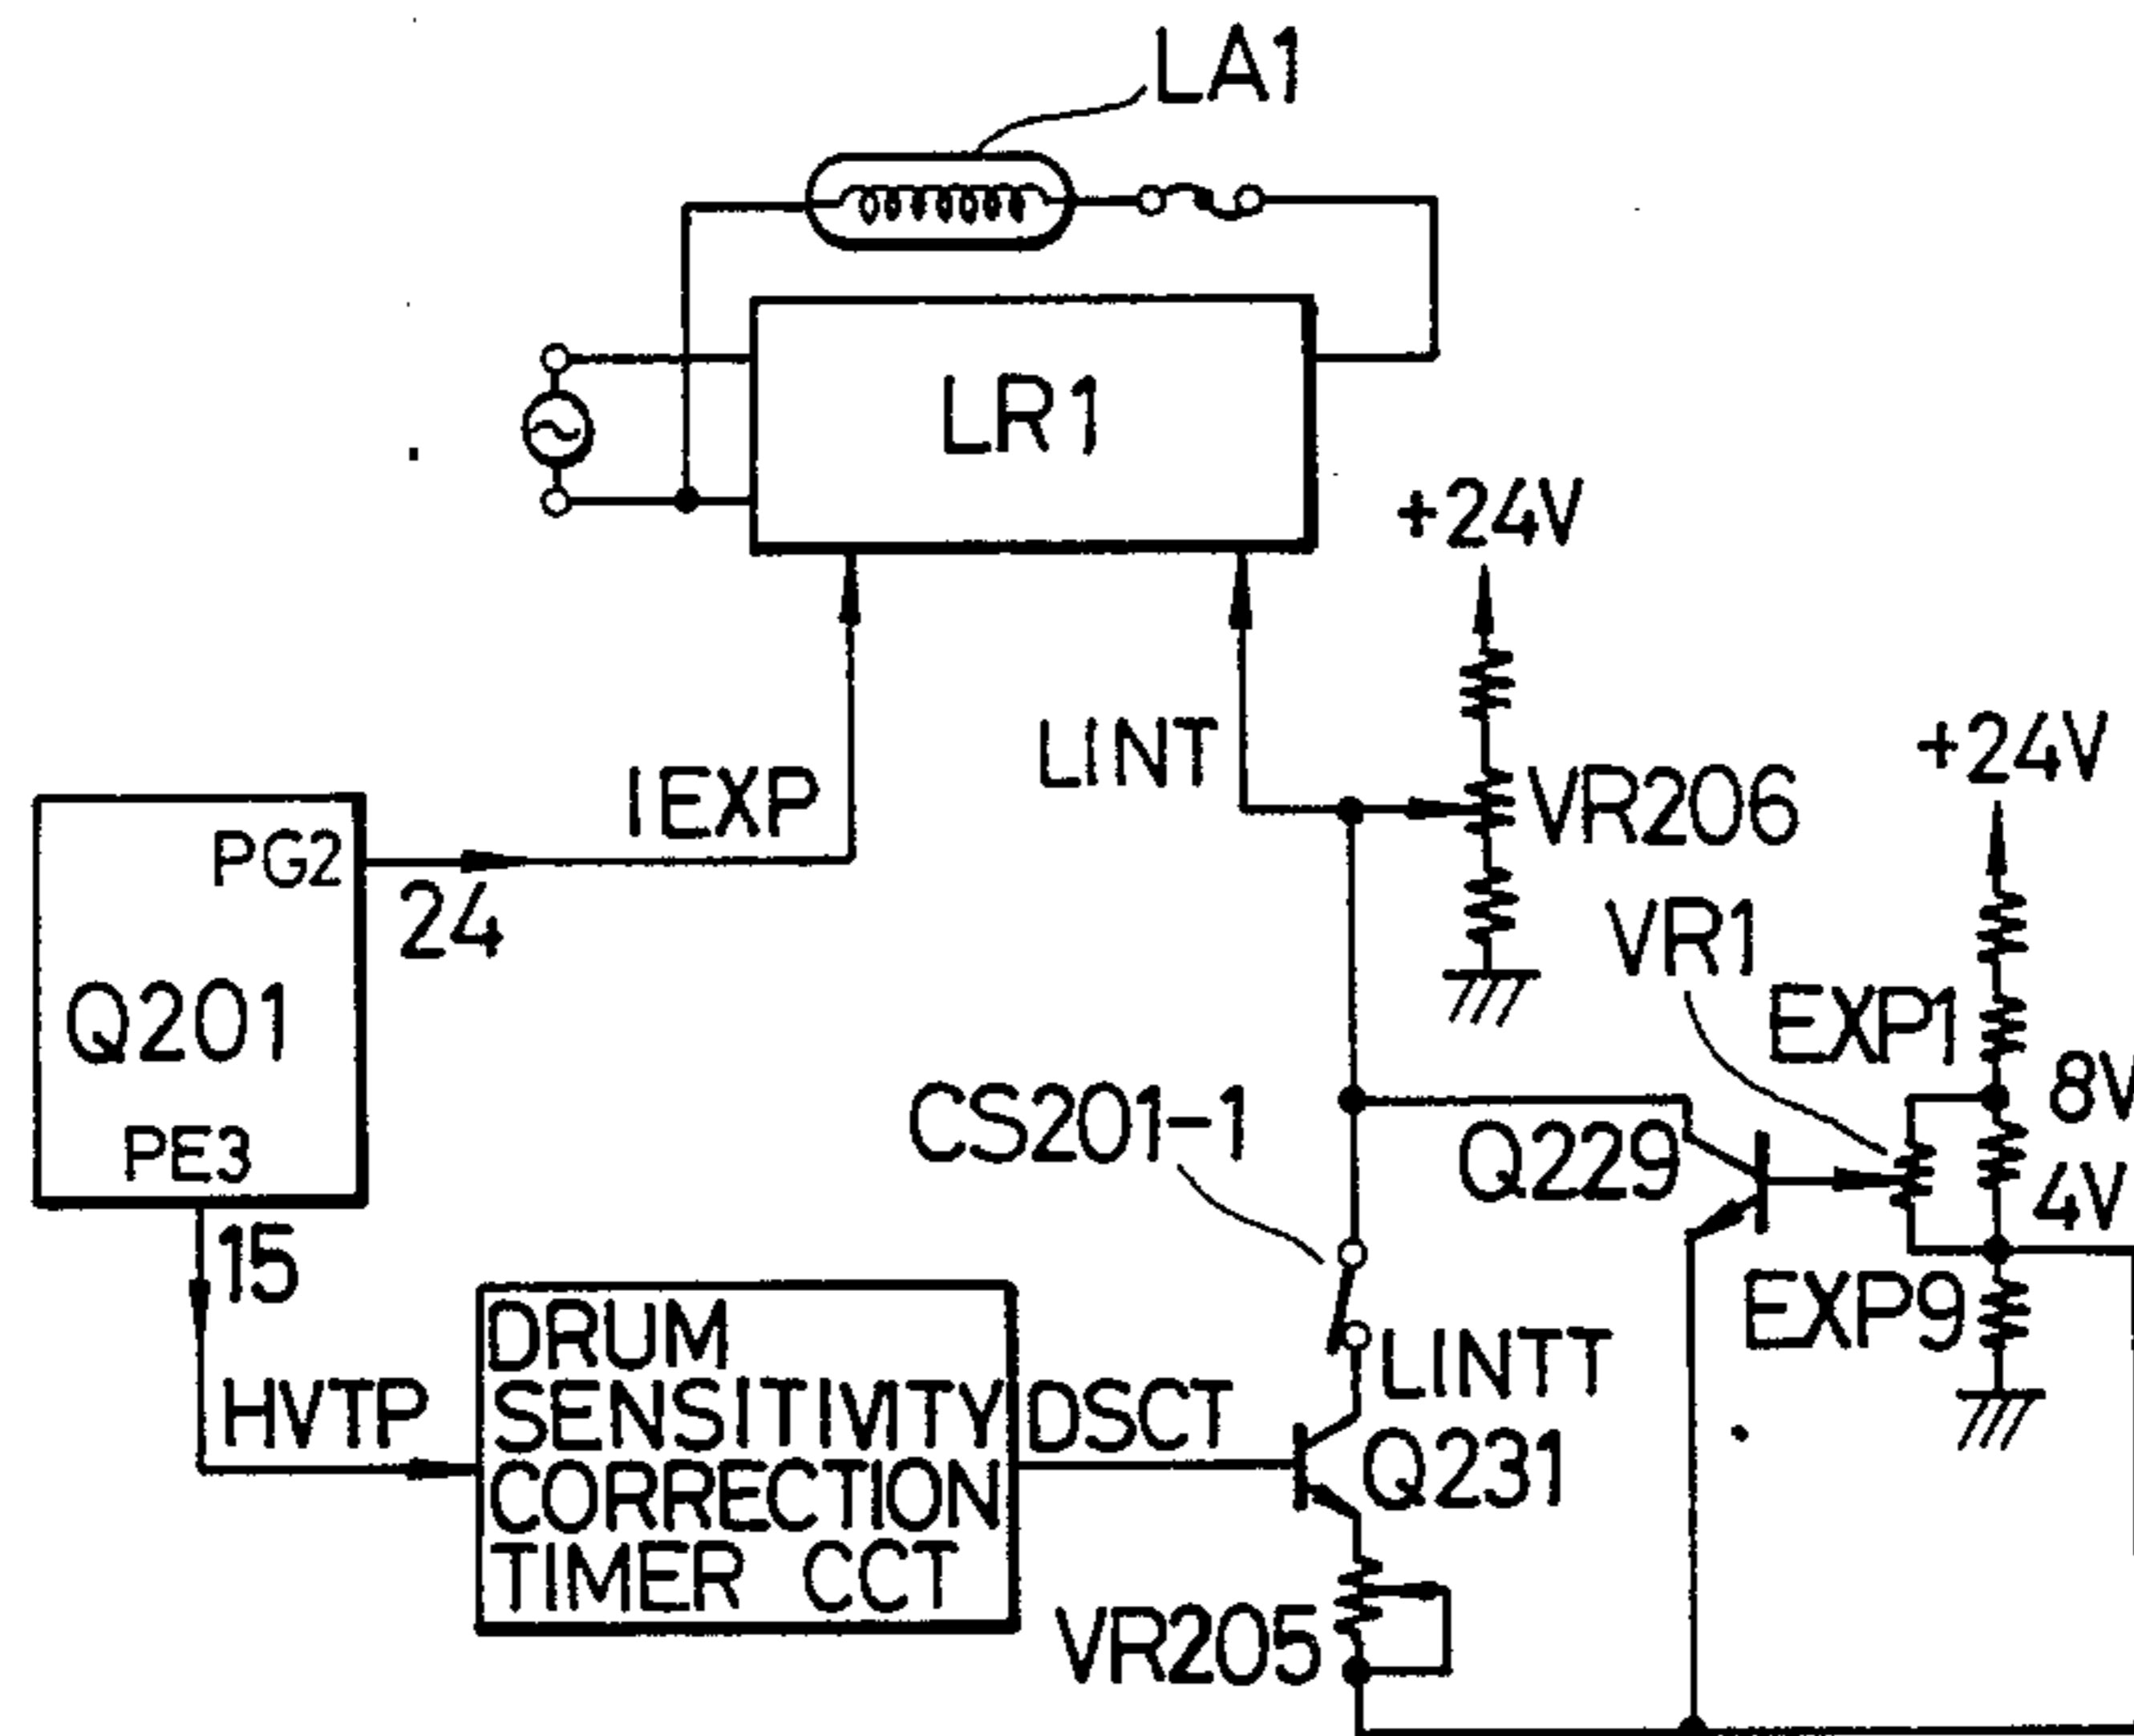 LA1
LR1
+24V
LINT
IEXP
VR206
+24V
PG2
24
VR1
Q201
EXP1
8V
CS201-1
Q229
PE3
4V
15
EXP9
DRUM
SENSITIVITY
CORRECTION
TIMER CCT
LINTT
HVTP
DSCT
Q231
VR205